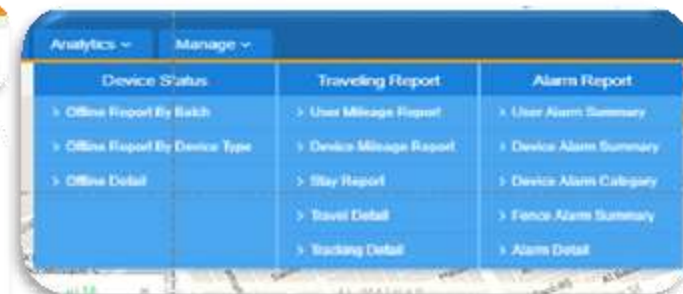 Analytics Manage
Device Status
> Offline Report By Batch
> Offline Report By Device Type
> Offline Detail
Traveling Report
> User Mileage Report
> Device Mileage Report
> Stay Report
> Travel Detail
> Tracking Detail
Alarm Report
> User Alarm Summary
> Device Alarm Summary
> Device Alarm Category
> Fence Alarm Summary
> Alarm Detail